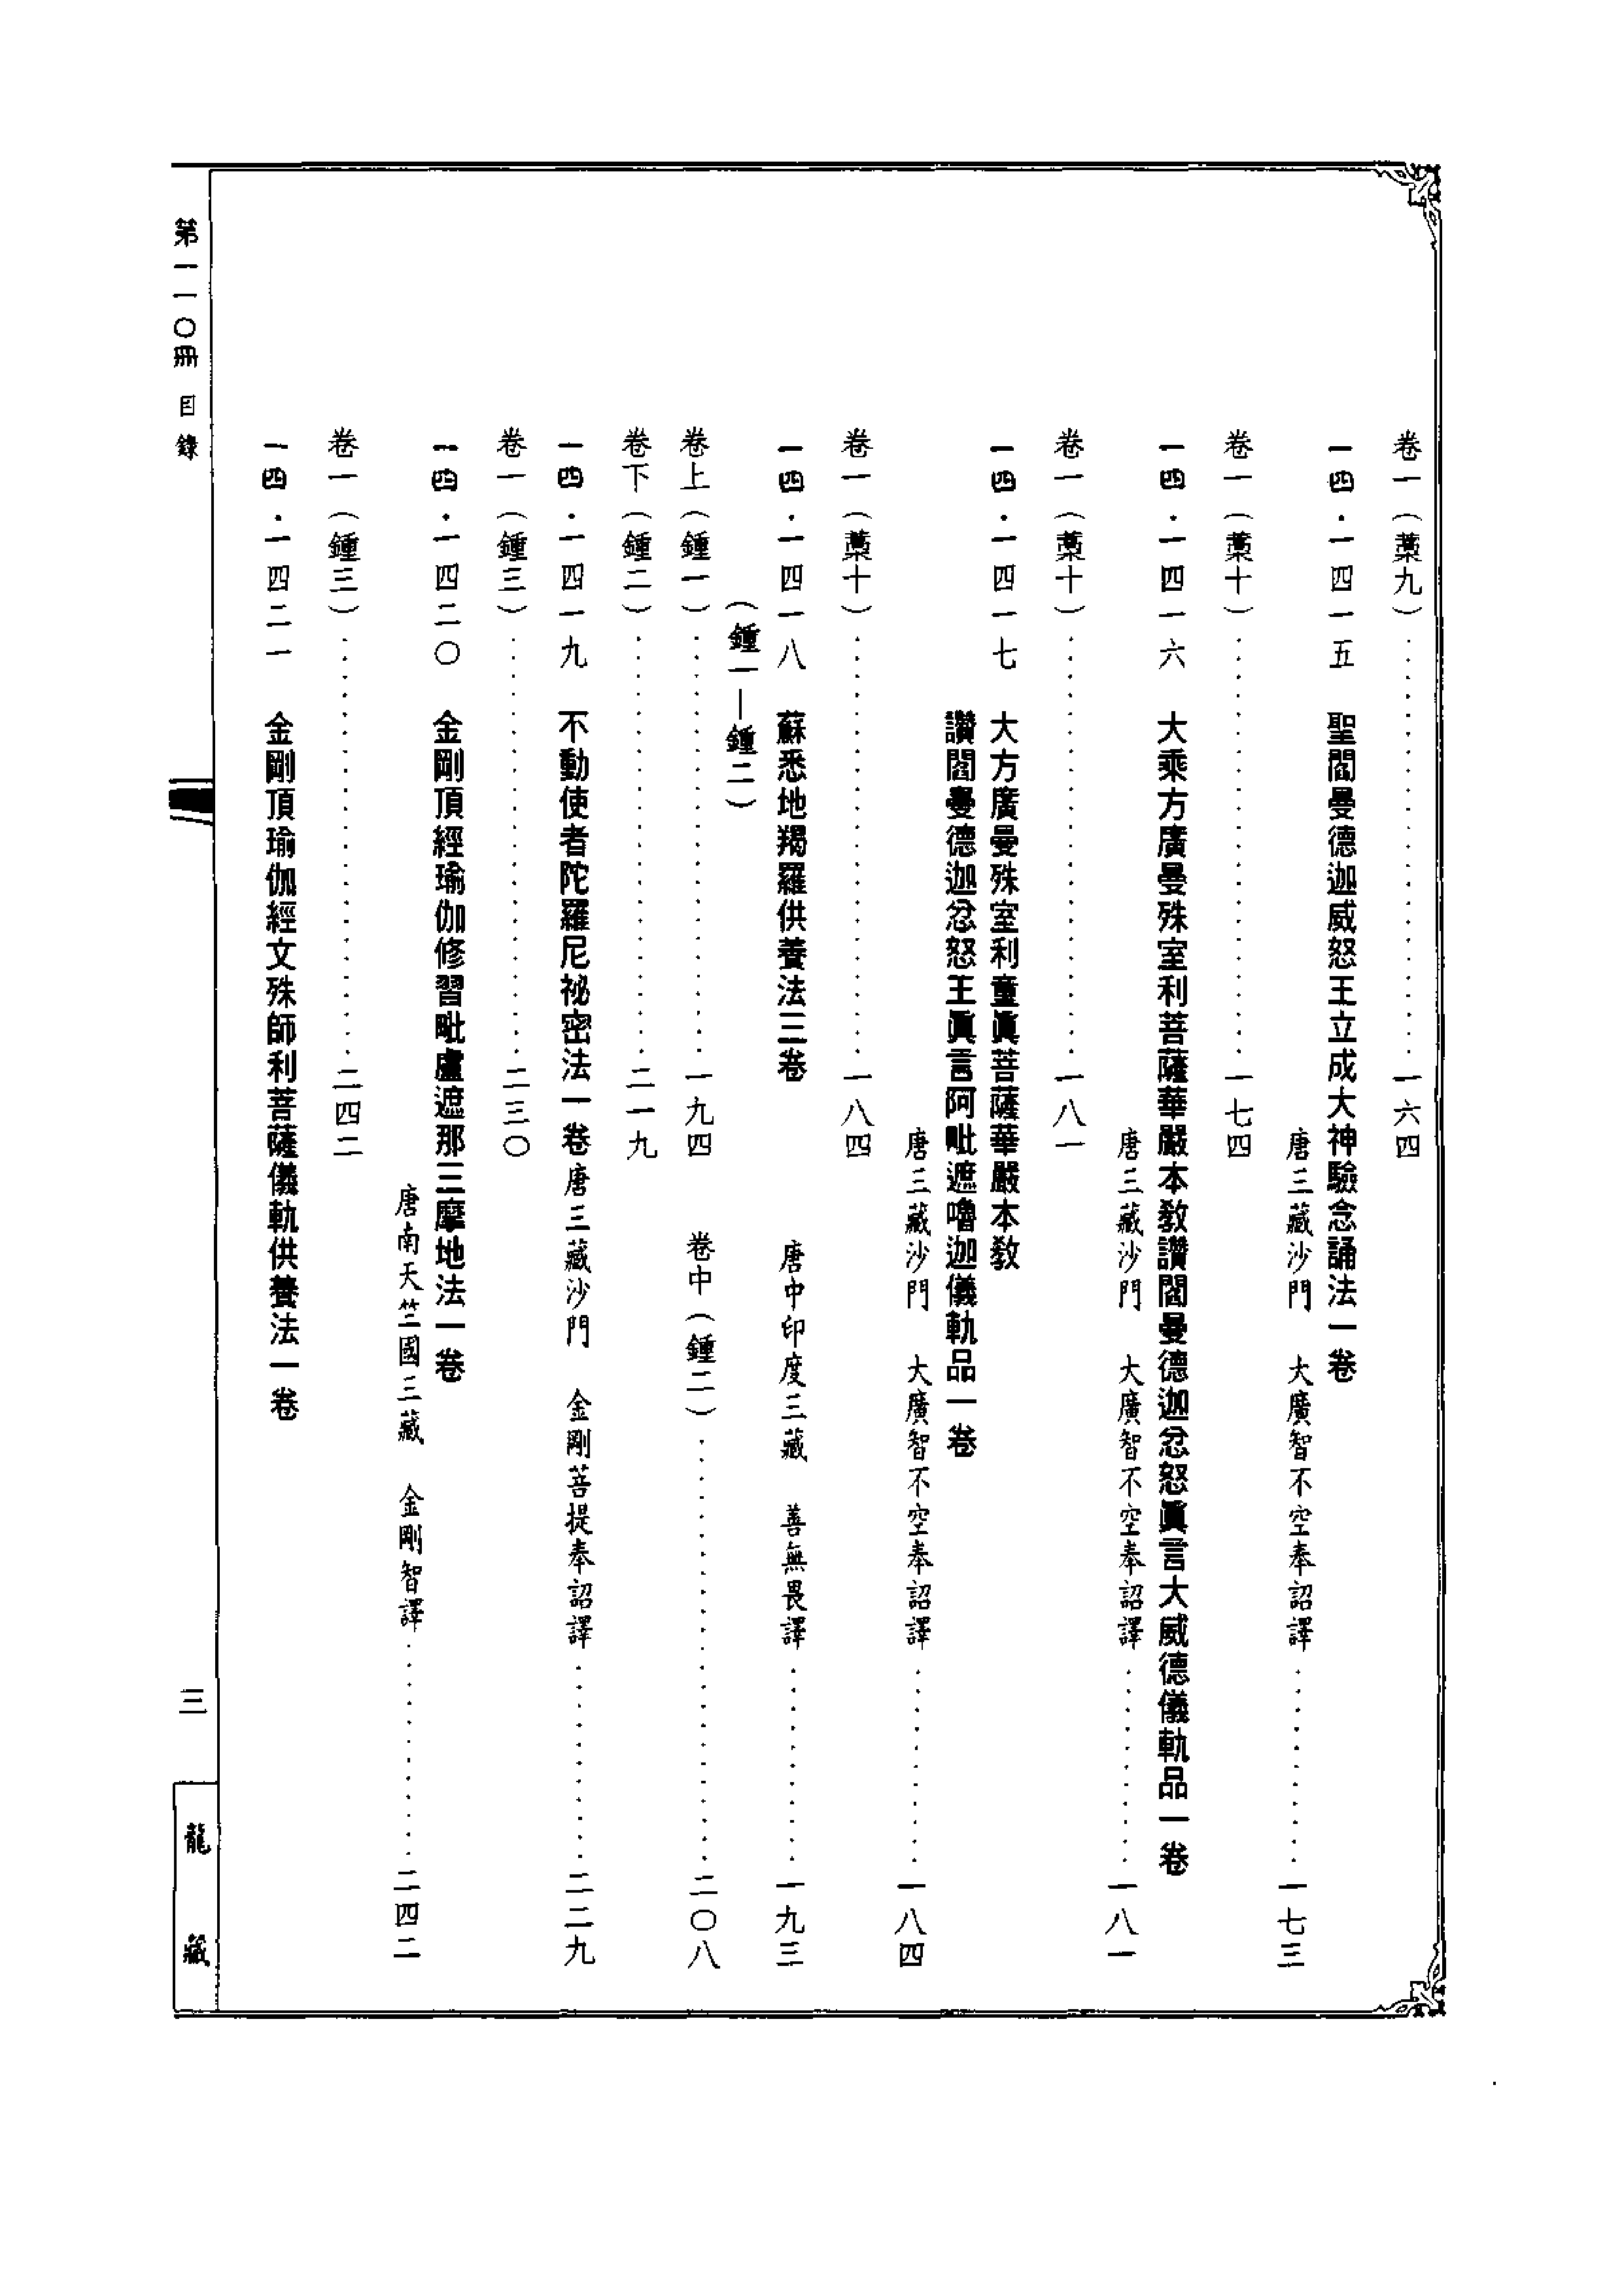 卷一（藁九）……………………一六四
一四·一四一五　聖閻曼德迦威怒王立成大神驗念誦法一卷
唐三藏沙門　大廣智不空奉詔譯…………一七三
卷一（藁十）……………………一七四
一四·一四一六　大乘方廣曼殊室利菩薩華嚴本敎讚閻曼德迦忿怒眞言大威德儀軌品一卷
唐三藏沙門　大廣智不空奉詔譯…………一八一
卷一（藁十）……………………一八一
一四·一四一七　大方廣曼殊室利童眞菩薩華嚴本敎
讚閻曼德迦忿怒王眞言阿毗遮嚕迦儀軌品一卷
唐三藏沙門　大廣智不空奉詔譯…………一八四
卷一（藁十）……………………一八四
一四·一四一八　蘇悉地羯羅供養法三卷
唐中印度三藏　善無畏譯…………一九三
（鍾一—鍾二）
卷上（鍾一）……………………一九四　卷中（鍾二）……………………二〇八
卷下（鍾二）……………………二一九
一四·一四一九　不動使者陀羅尼祕密法一卷唐三藏沙門　金剛菩提奉詔譯…………二二九
卷一（鍾三）……………………二三〇
一四·一四二〇　金剛頂經瑜伽修習毗盧遮那三摩地法一卷
唐南天竺國三藏　金剛智譯…………二四二
卷一（鍾三）……………………二四二
一四·一四二一　金剛頂瑜伽經文殊師利菩薩儀軌供養法一卷
第一一〇冊　目錄
三
龍藏